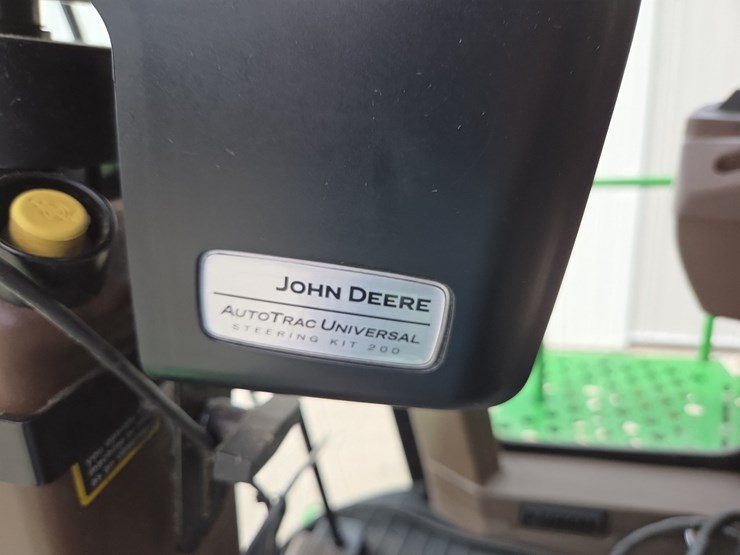 JOHN DEERE
AUTOTRAC UNIVERSAL
STEERING KIT 200